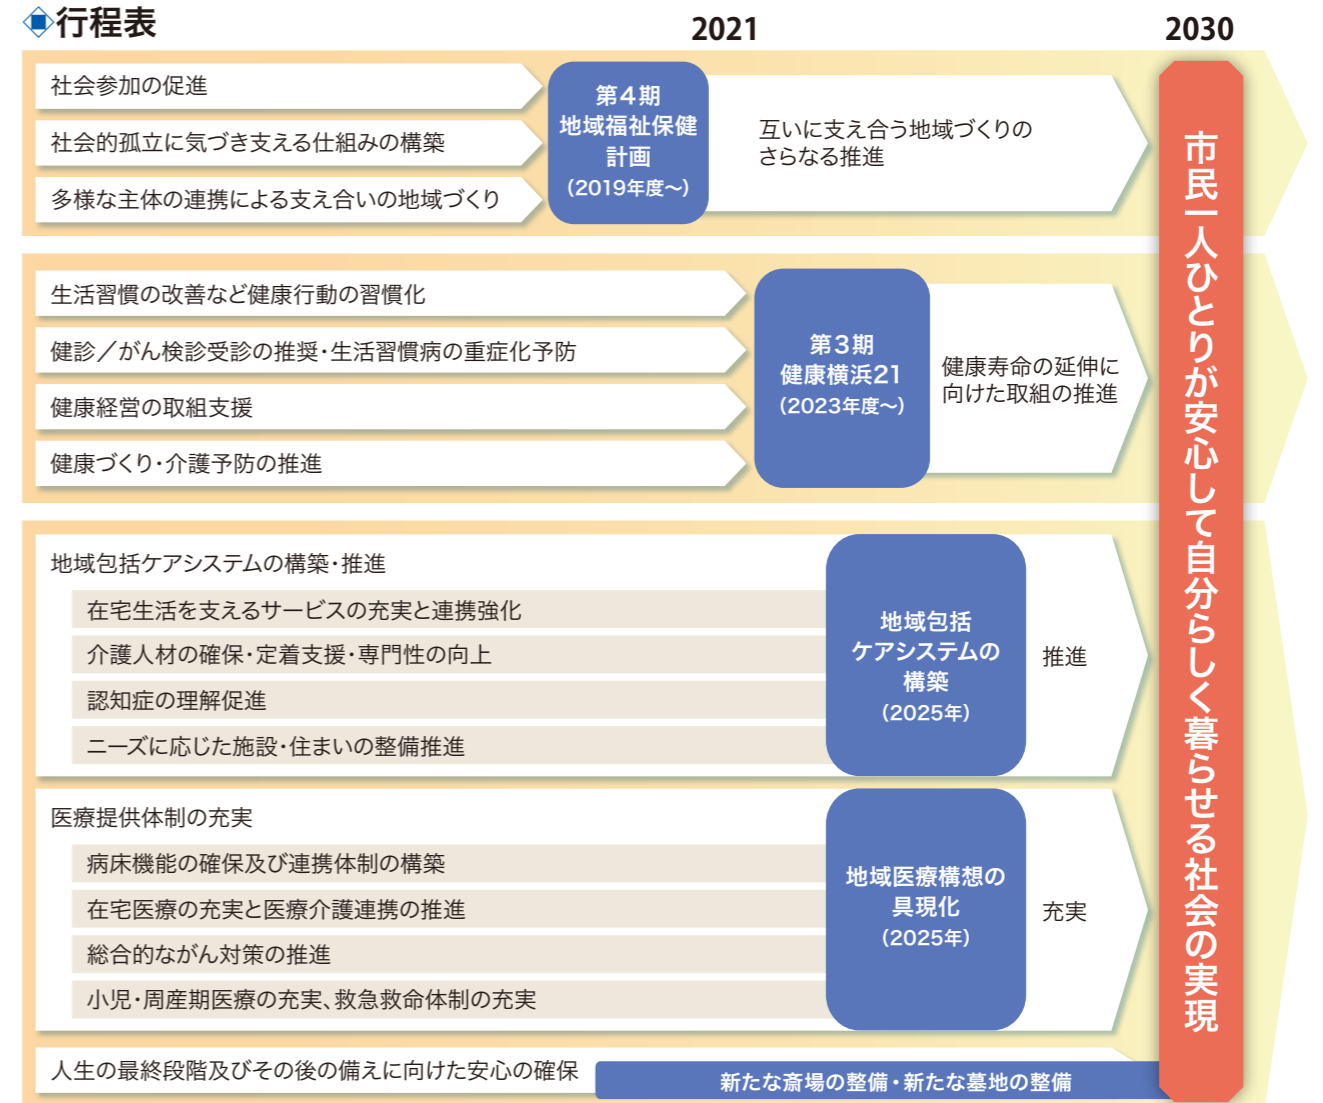 行程表
2021
2030
社会参加の促進
社会的孤立に気づき支える仕組みの構築
多様な主体の連携による支え合いの地域づくり
第4期
地域福祉保健
計画
（2019年度～）
互いに支え合う地域づくりの
さらなる推進
生活習慣の改善など健康行動の習慣化
健診／がん検診受診の推奨・生活習慣病の重症化予防
健康経営の取組支援
健康づくり・介護予防の推進
第3期
健康横浜21
（2023年度～）
健康寿命の延伸に
向けた取組の推進
地域包括ケアシステムの構築・推進
在宅生活を支えるサービスの充実と連携強化
介護人材の確保・定着支援・専門性の向上
認知症の理解促進
ニーズに応じた施設・住まいの整備推進
地域包括
ケアシステムの
構築
（2025年）
推進
医療提供体制の充実
病床機能の確保及び連携体制の構築
在宅医療の充実と医療介護連携の推進
総合的ながん対策の推進
小児・周産期医療の充実、救急救命体制の充実
地域医療構想の
具現化
（2025年）
充実
人生の最終段階及びその後の備えに向けた安心の確保
新たな斎場の整備・新たな墓地の整備
市民一人ひとりが安心して自分らしく暮らせる社会の実現